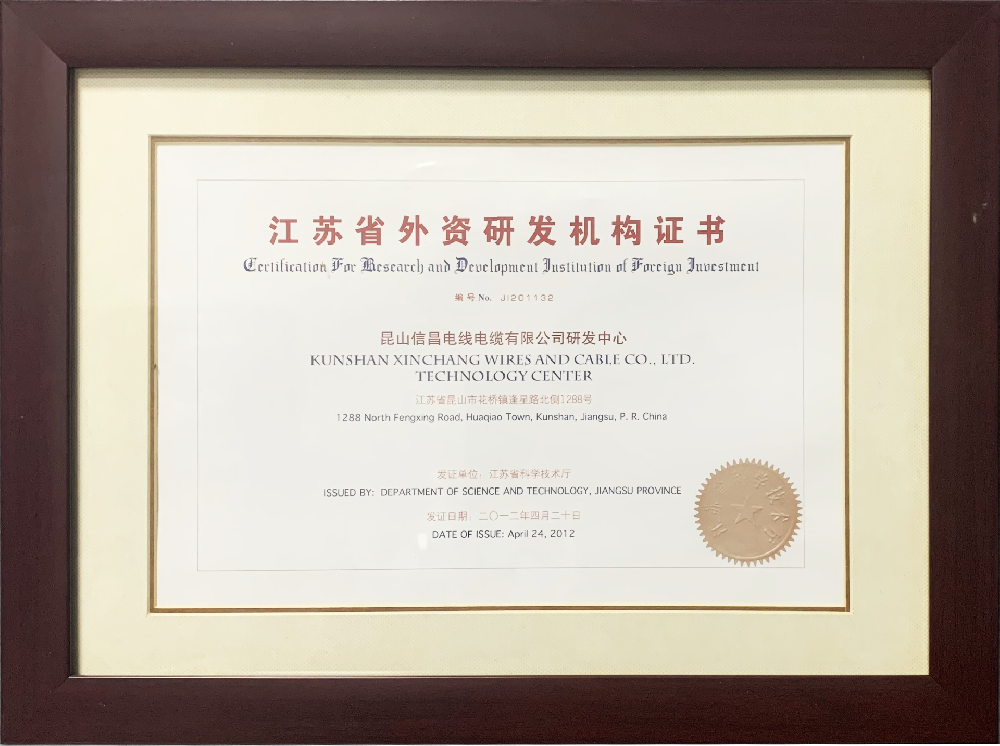 江苏省外资研发机构证书
Certification For Research and Development Institution of Foreign Investment
编号No. JI201132
昆山信昌电线电缆有限公司研发中心
KUNSHAN XINCHANG WIRES AND CABLE CO., LTD.
TECHNOLOGY CENTER
江苏省昆山市花桥镇逢星路北侧1288号
1288 North Fengxing Road, Huaqiao Town, Kunshan, Jiangsu, P. R. China
发证单位：江苏省科学技术厅
ISSUED BY: DEPARTMENT OF SCIENCE AND TECHNOLOGY, JIANGSU PROVINCE
发证日期：二〇一二年四月二十日
DATE OF ISSUE: April 24, 2012